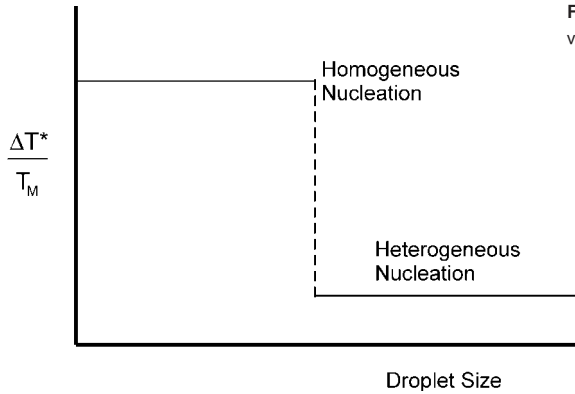 F
v
Homogeneous
Nucleation
ΔT*
T_M
Heterogeneous
Nucleation
Droplet Size